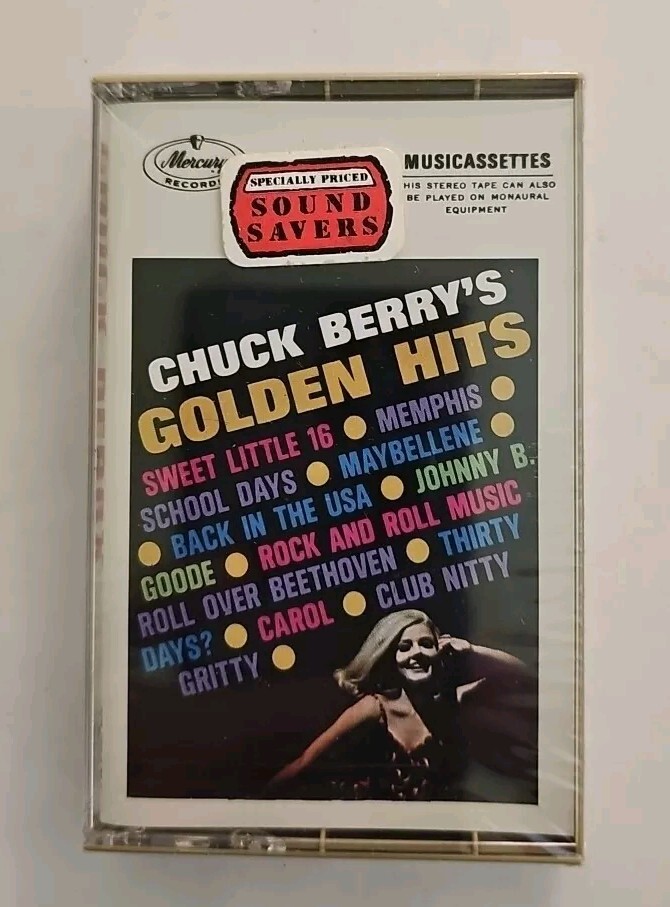 Mercury
RECORDS
SPECIALLY PRICED
SOUND
SAVERS
MUSICASSETTES
HIS STEREO TAPE CAN ALSO
BE PLAYED ON MONAURAL
EQUIPMENT
CHUCK BERRY'S
GOLDEN HITS
SWEET LITTLE 16 ● MEMPHIS ●
SCHOOL DAYS ● MAYBELLENE ●
● BACK IN THE USA ● JOHNNY B.
GOODE ● ROCK AND ROLL MUSIC
ROLL OVER BEETHOVEN ● THIRTY
DAYS? ● CAROL ● CLUB NITTY
GRITTY ●